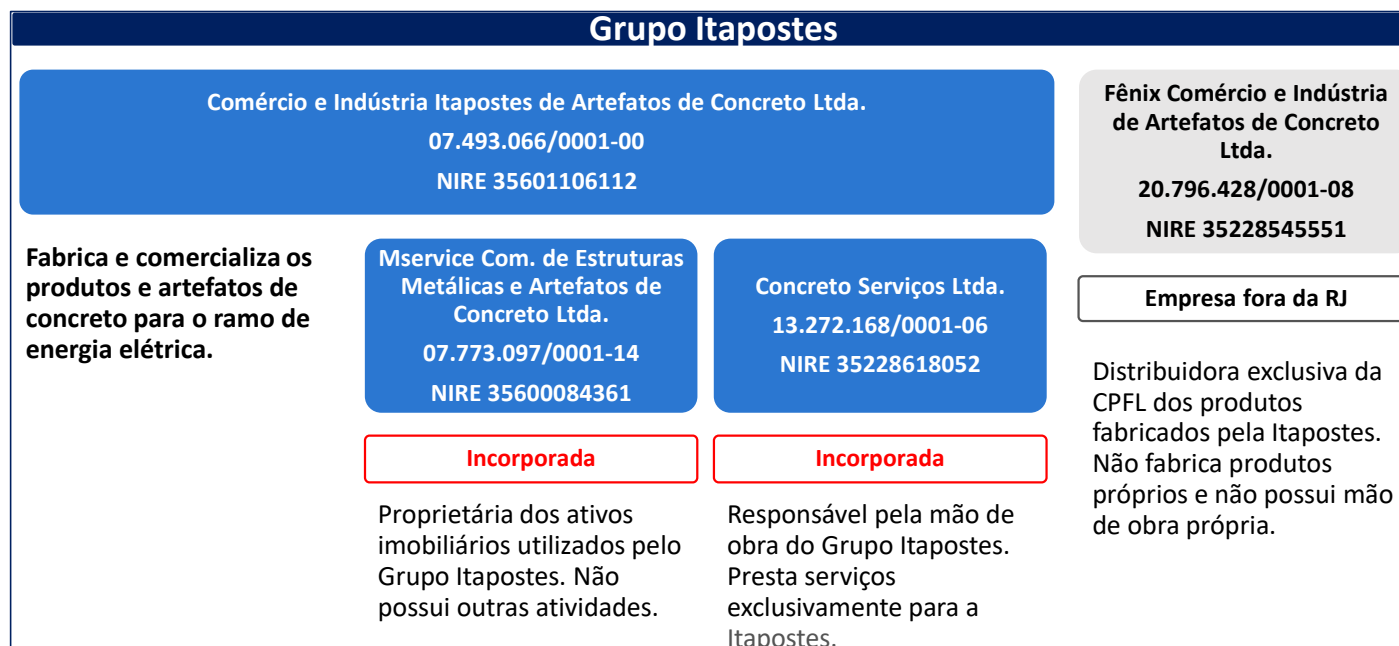 Grupo Itapostes
Comércio e Indústria Itapostes de Artefatos de Concreto Ltda.
07.493.066/0001-00
NIRE 35601106112
Fênix Comércio e Indústria
de Artefatos de Concreto
Ltda.
20.796.428/0001-08
NIRE 35228545551
Fabrica e comercializa os
produtos e artefatos de
concreto para o ramo de
energia elétrica.
Mservice Com. de Estruturas
Metálicas e Artefatos de
Concreto Ltda.
07.773.097/0001-14
NIRE 35600084361
Concreto Serviços Ltda.
13.272.168/0001-06
NIRE 35228618052
Empresa fora da RJ
Distribuidora exclusiva da
CPFL dos produtos
fabricados pela Itapostes.
Não fabrica produtos
próprios e não possui mão
de obra própria.
Incorporada
Proprietária dos ativos
imobiliários utilizados pelo
Grupo Itapostes. Não
possui outras atividades.
Incorporada
Responsável pela mão de
obra do Grupo Itapostes.
Presta serviços
exclusivamente para a
Itapostes.